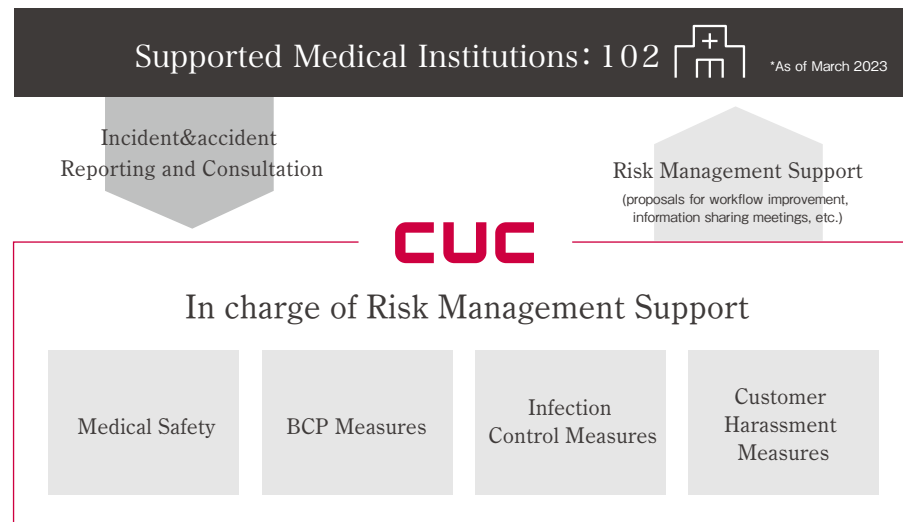 Supported Medical Institutions: 102
*As of March 2023
Incident&accident
Reporting and Consultation
Risk Management Support
(proposals for workflow improvement,
information sharing meetings, etc.)
CUC
In charge of Risk Management Support
Medical Safety
BCP Measures
Infection
Control Measures
Customer
Harassment
Measures